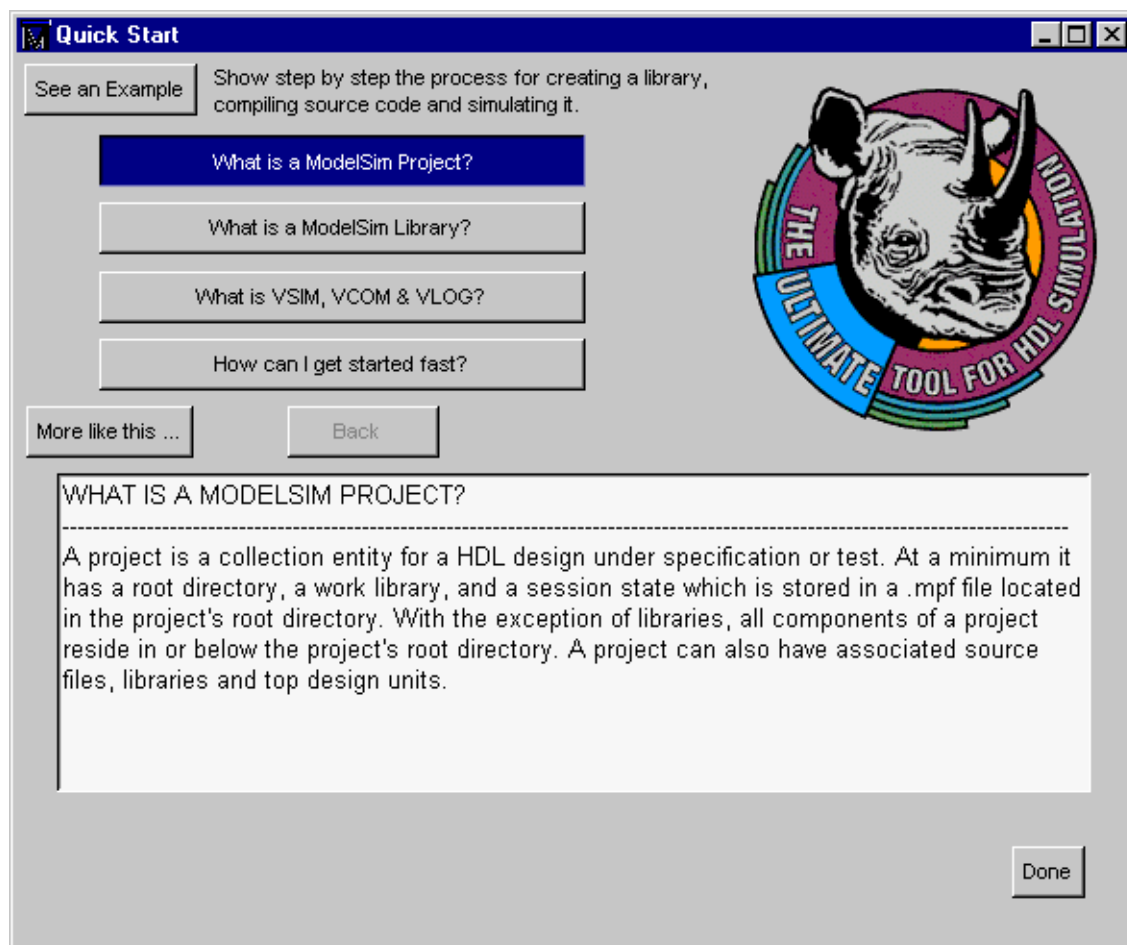 Quick Start
See an Example
Show step by step the process for creating a library,
compiling source code and simulating it.
What is a ModelSim Project?
What is a ModelSim Library?
What is VSIM, VCOM & VLOG?
How can I get started fast?
More like this ...
Back
THE ULTIMATE TOOL FOR HDL SIMULATION
WHAT IS A MODELSIM PROJECT?
A project is a collection entity for a HDL design under specification or test. At a minimum it
has a root directory, a work library, and a session state which is stored in a .mpf file located
in the project's root directory. With the exception of libraries, all components of a project
reside in or below the project's root directory. A project can also have associated source
files, libraries and top design units.
Done